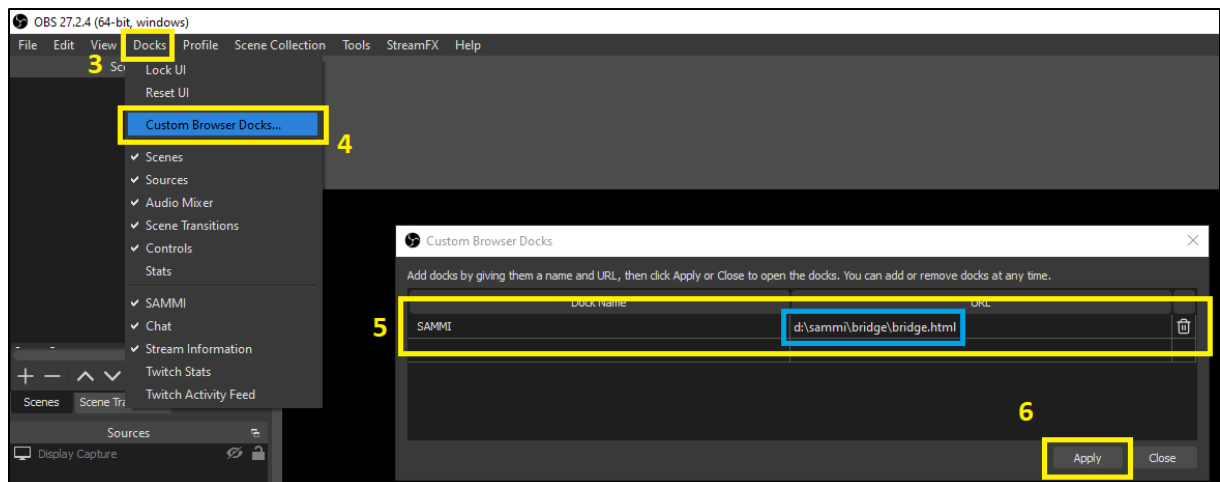 OBS 27.2.4 (64-bit, windows)
File Edit View Docks Profile Scene Collection Tools StreamFX Help
3
Sc
Lock UI
Reset UI
Custom Browser Docks...
4
Scenes
Sources
Audio Mixer
Scene Transitions
Controls
Stats
SAMMI
Chat
Stream Information
Twitch Stats
Twitch Activity Feed
Scenes Scene Tra
Sources
Display Capture
Custom Browser Docks
Add docks by giving them a name and URL, then click Apply or Close to open the docks. You can add or remove docks at any time.
Dock Name URL
5
SAMMI d:\sammi\bridge\bridge.html
6
Apply Close